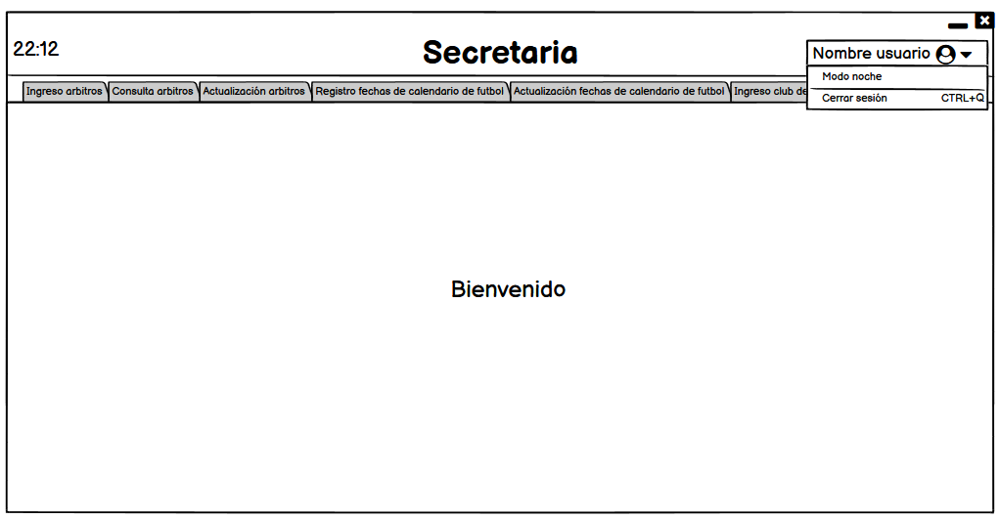 22:12
Secretaria
Nombre usuario
Modo noche
Cerrar sesión CTRL+Q
Ingreso arbitros Consulta arbitros Actualización arbitros Registro fechas de calendario de futbol Actualización fechas de calendario de futbol Ingreso club de
Bienvenido